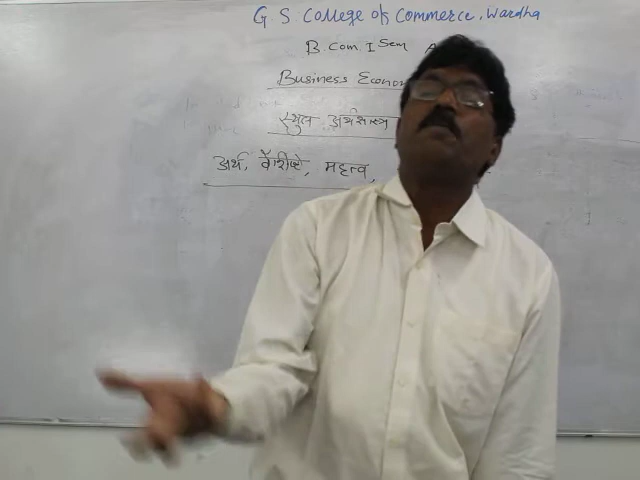 G S College of Commerce, Wardha
B. Com I Sem A
Business Econo
स्थुल अर्थशास्त्र
अर्थ, वैशीष्टे, महत्व,